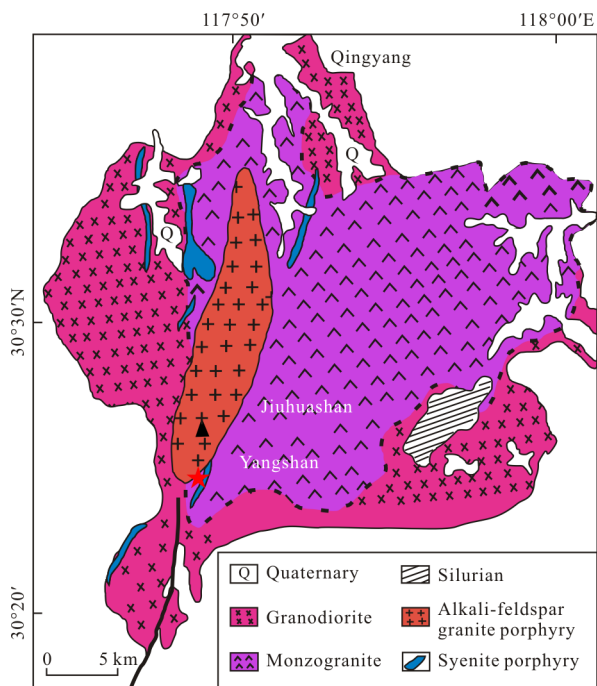 117°50′
118°00′E
Qingyang
Q
Q
30°30′N
Jiuhuashan
Yangshan
30°20′
Q Quaternary
Silurian
Granodiorite
Alkali-feldspar
granite porphyry
Monzogranite
Syenite porphyry
0 5 km